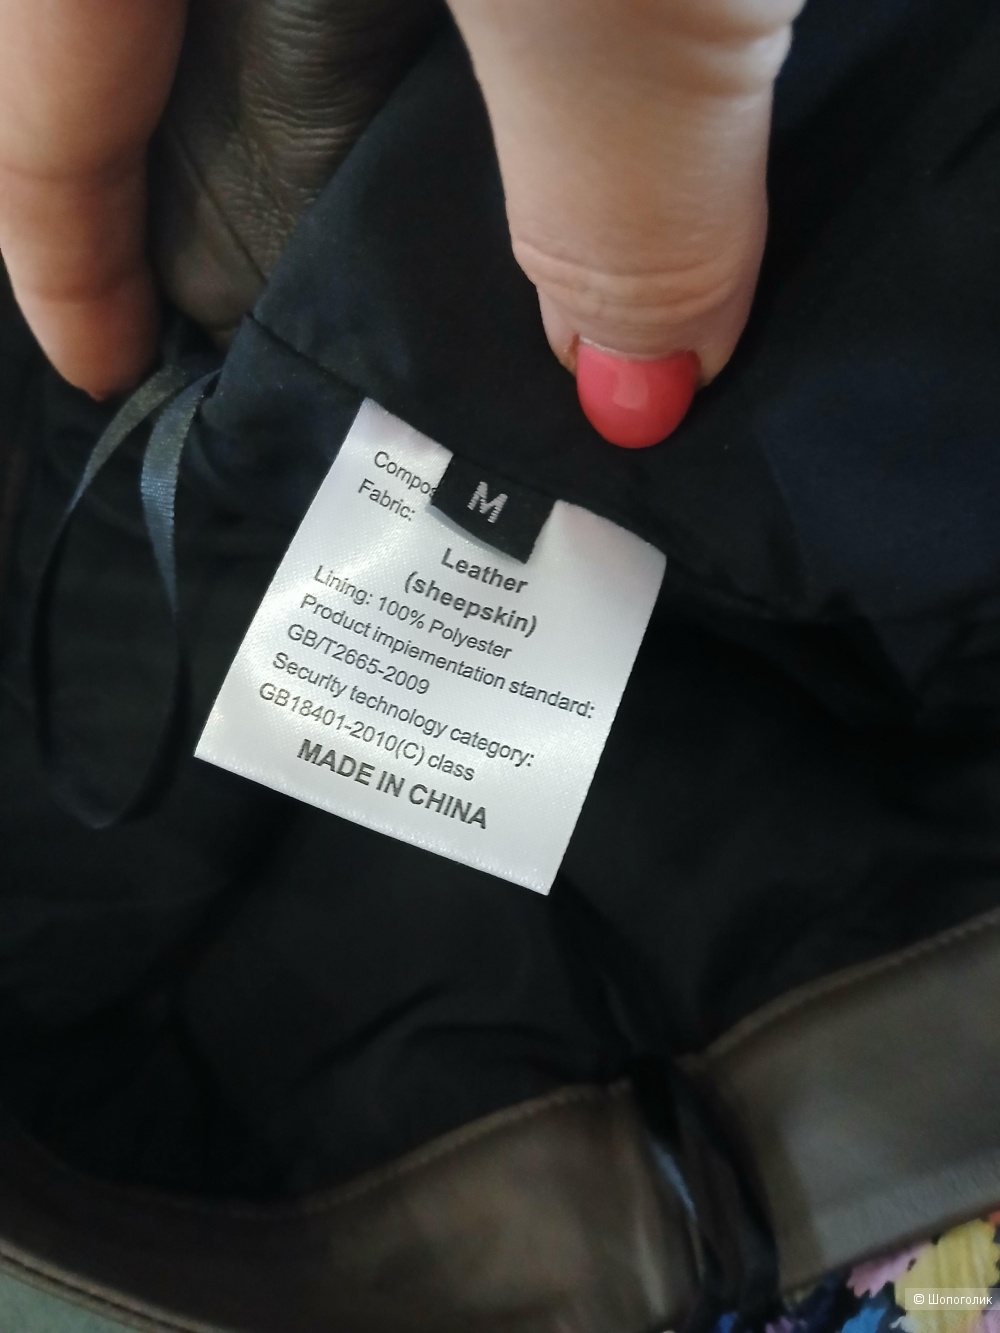 Compos
M
Fabric:
Leather
(sheepskin)
Lining: 100% Polyester
Product impiementation standard:
GB/T2665-2009
Security technology category:
GB18401-2010(C) class
MADE IN CHINA
© Шопоголик